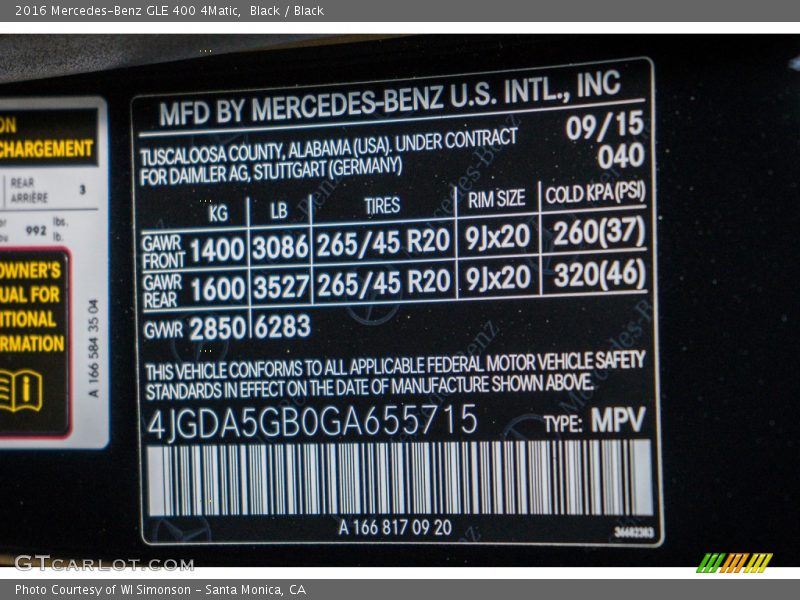 2016 Mercedes-Benz GLE 400 4Matic, Black / Black
ON
CHARGEMENT
REAR
ARRIÈRE 3
992 lbs.
lb.
OWNER'S
UAL FOR
ITIONAL
RMATION
A 166 584 35 04
MFD BY MERCEDES-BENZ U.S. INTL., INC
TUSCALOOSA COUNTY, ALABAMA (USA). UNDER CONTRACT 09/15
FOR DAIMLER AG, STUTTGART (GERMANY) 040
KG LB TIRES RIM SIZE COLD KPA(PSI)
GAWR FRONT 1400 3086 265/45 R20 9Jx20 260(37)
GAWR REAR 1600 3527 265/45 R20 9Jx20 320(46)
GVWR 2850 6283
THIS VEHICLE CONFORMS TO ALL APPLICABLE FEDERAL MOTOR VEHICLE SAFETY
STANDARDS IN EFFECT ON THE DATE OF MANUFACTURE SHOWN ABOVE.
4JGDA5GB0GA655715 TYPE: MPV
A 166 817 09 20
GTCARLOT.COM
Photo Courtesy of WI Simonson - Santa Monica, CA